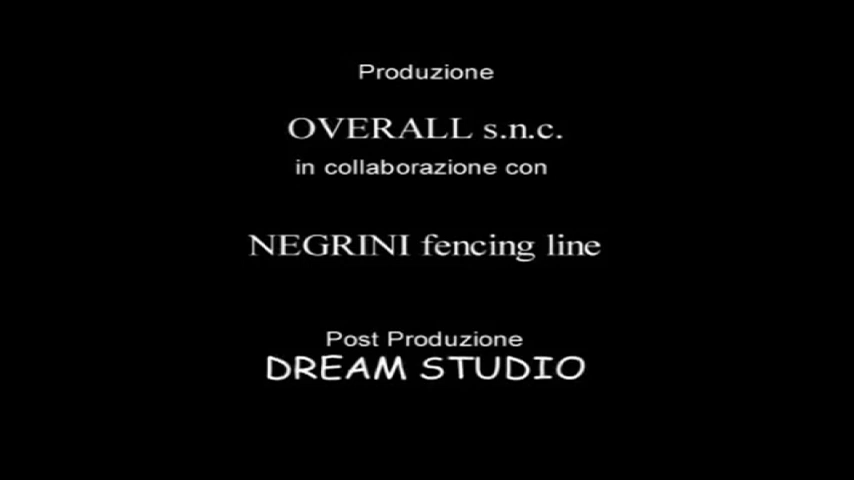 Produzione
OVERALL s.n.c.
in collaborazione con
NEGRINI fencing line
Post Produzione
DREAM STUDIO